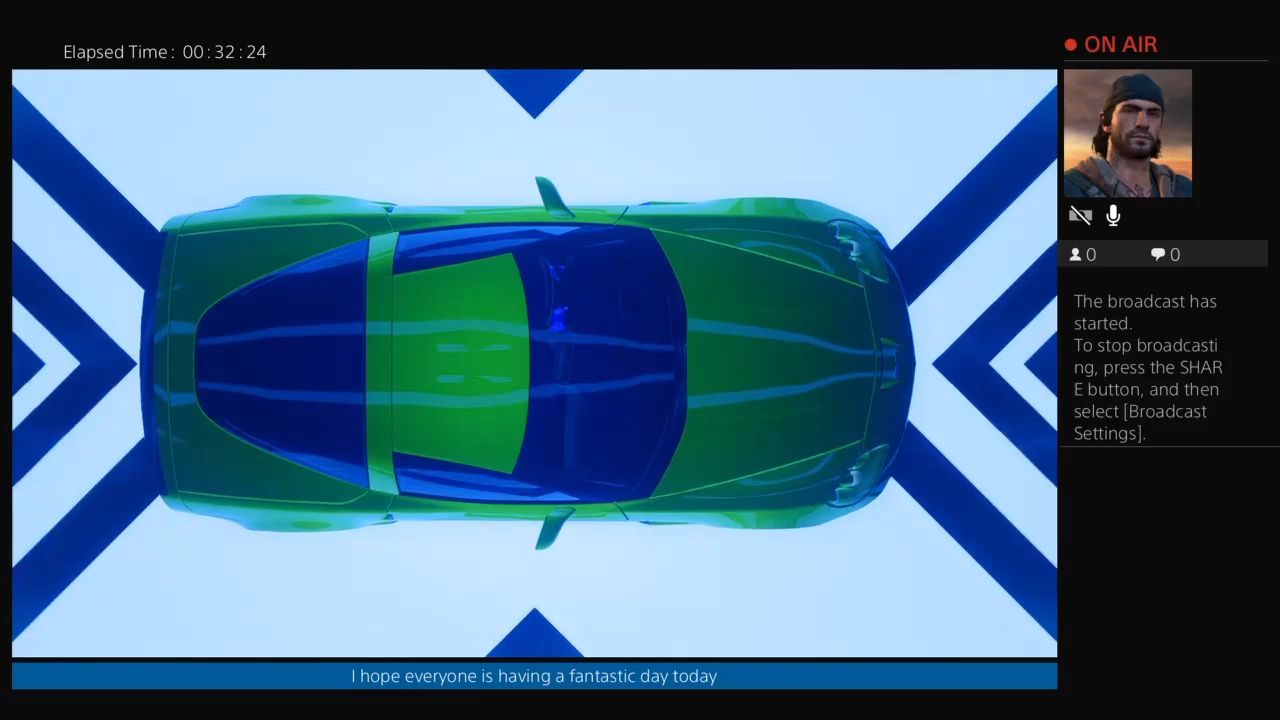 Elapsed Time: 00:32:24
ON AIR
0
0
The broadcast has
started.
To stop broadcasti
ng, press the SHAR
E button, and then
select [Broadcast
Settings].
I hope everyone is having a fantastic day today